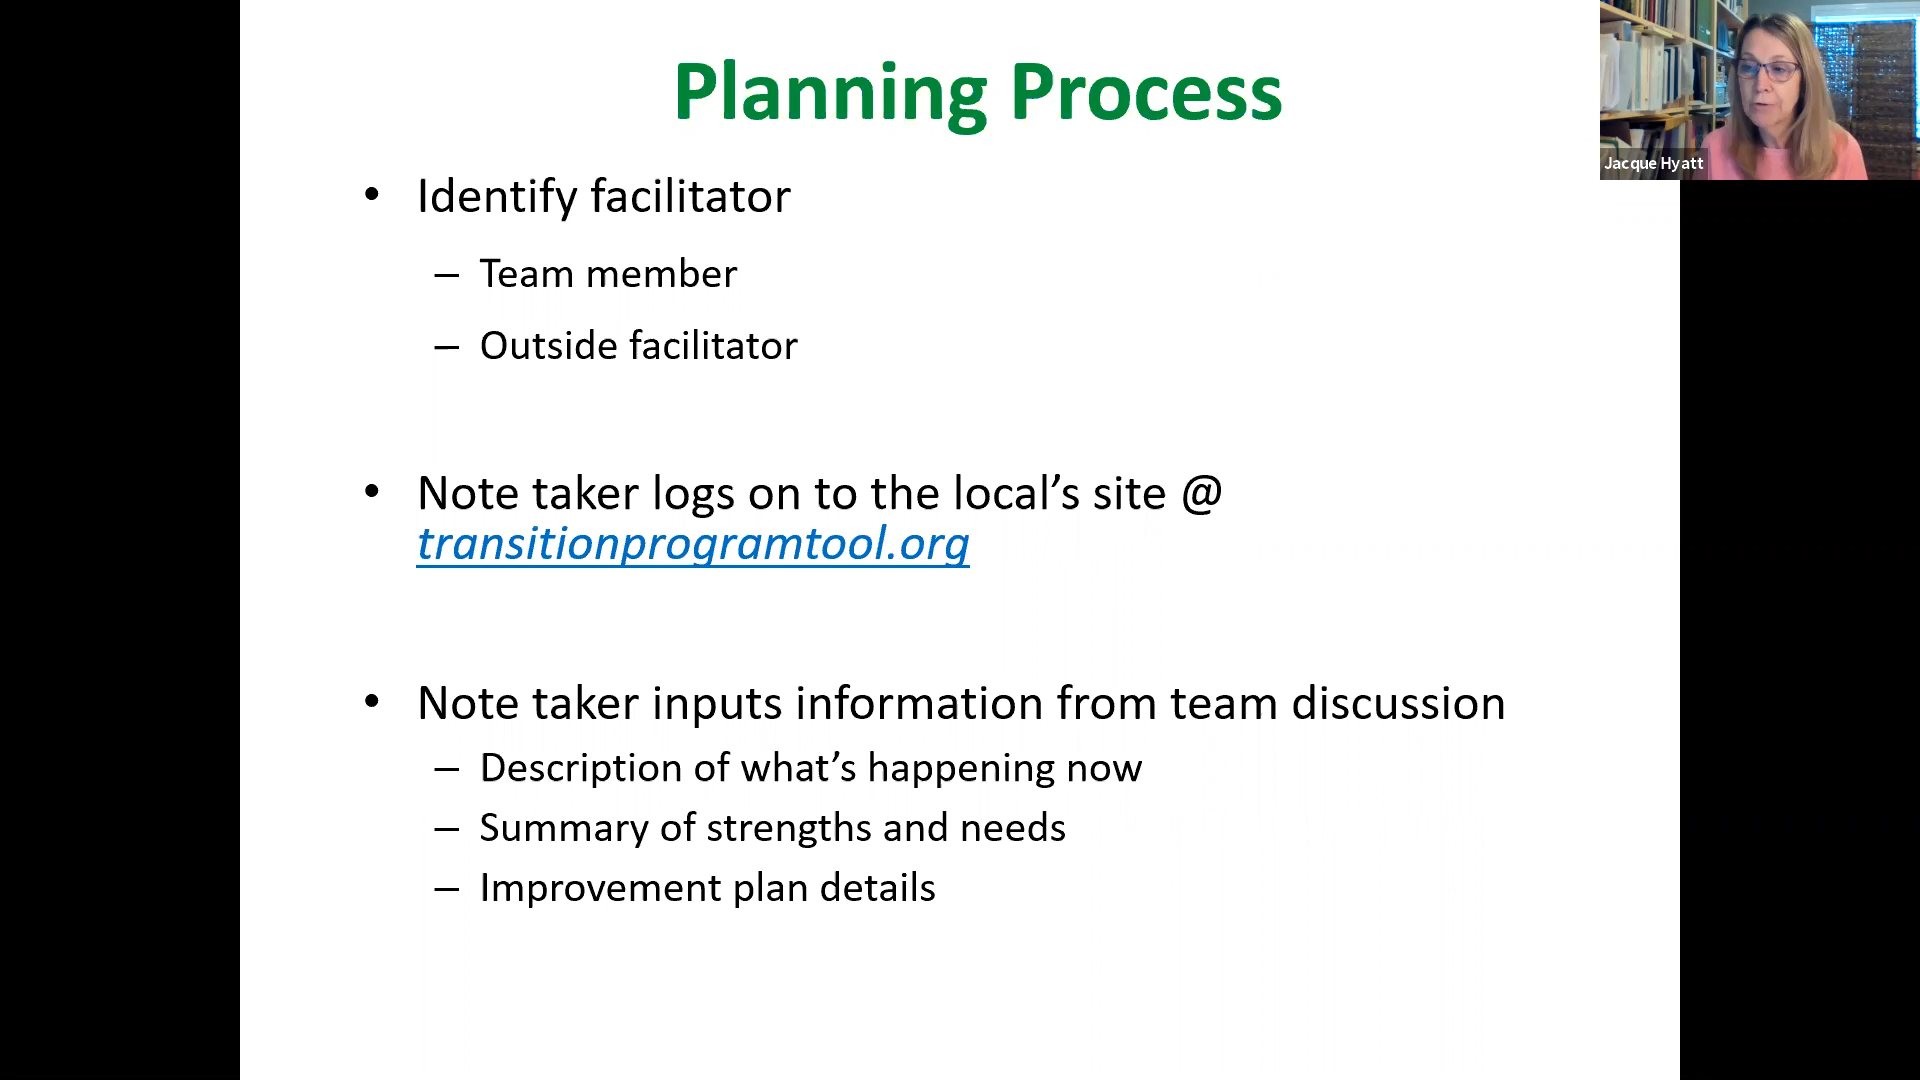 Planning Process
Jacque Hyatt
• Identify facilitator
– Team member
– Outside facilitator
• Note taker logs on to the local’s site @
transitionprogramtool.org
• Note taker inputs information from team discussion
– Description of what’s happening now
– Summary of strengths and needs
– Improvement plan details